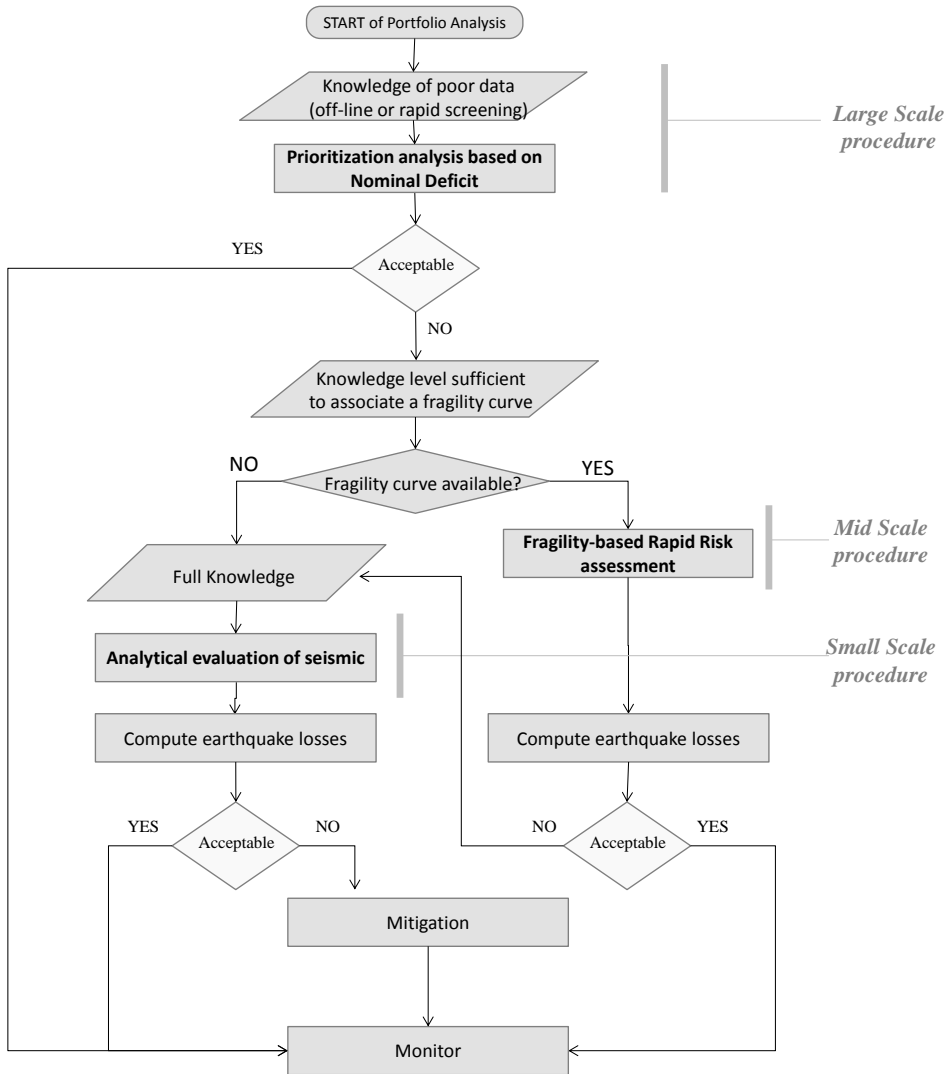 START of Portfolio Analysis
Knowledge of poor data
(off-line or rapid screening)
Large Scale
procedure
Prioritization analysis based on
Nominal Deficit
YES
Acceptable
NO
Knowledge level sufficient
to associate a fragility curve
NO
YES
Fragility curve available?
Fragility-based Rapid Risk
assessment
Mid Scale
procedure
Full Knowledge
Analytical evaluation of seismic
Small Scale
procedure
Compute earthquake losses
Compute earthquake losses
YES
NO
Acceptable
NO
YES
Acceptable
Mitigation
Monitor